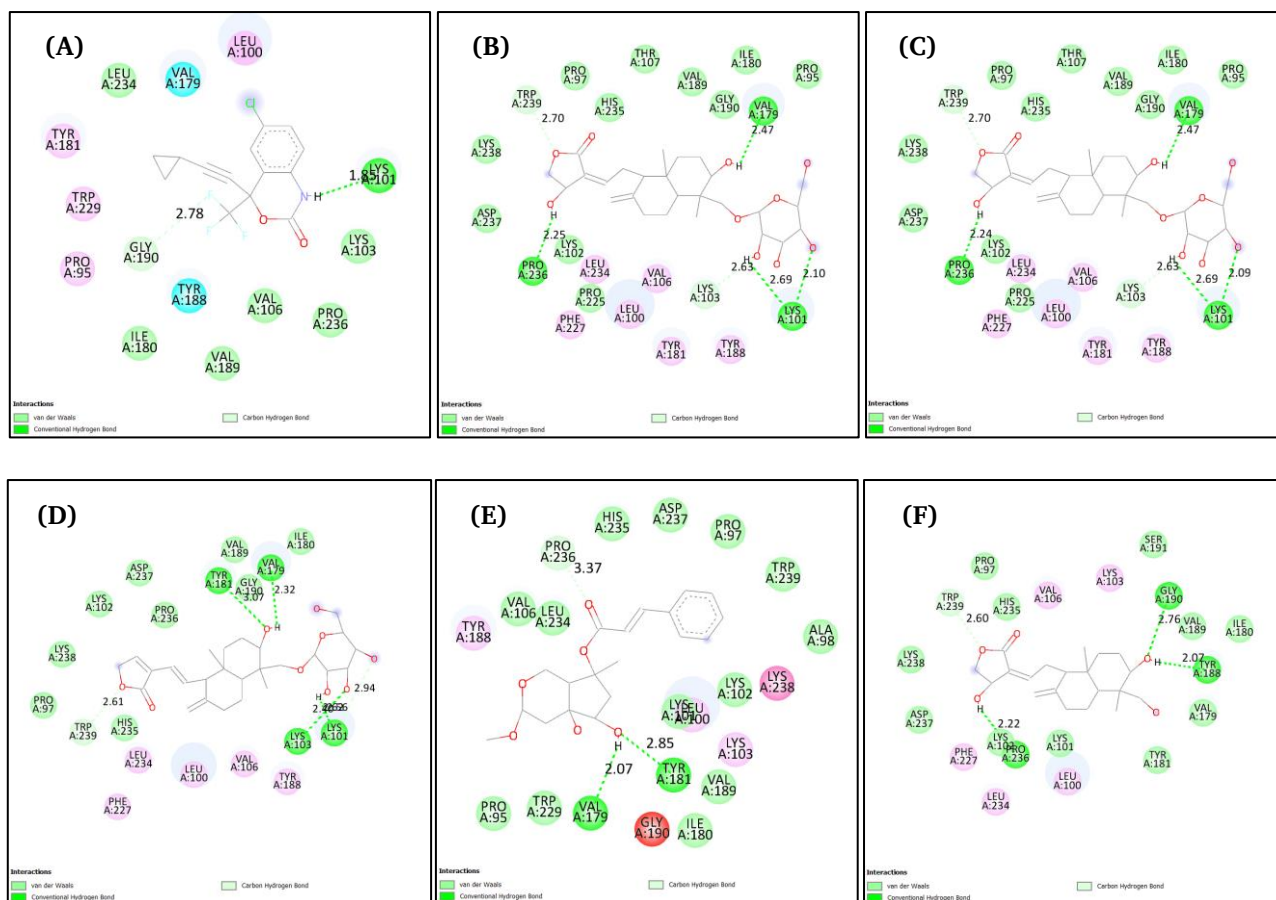 (A)
LEU
A:100
LEU
A:234
VAL
A:179
TYR
A:181
Cl
LYS
A:101
1.85
H
N
TRP
A:229
2.78
F
F
F
O
O
GLY
A:190
LYS
A:103
PRO
A:95
TYR
A:188
VAL
A:106
PRO
A:236
ILE
A:180
VAL
A:189
Interactions
van der Waals
Conventional Hydrogen Bond
Carbon Hydrogen Bond
(B)
THR
A:107
ILE
A:180
PRO
A:97
VAL
A:189
PRO
A:95
TRP
A:239
HIS
A:235
GLY
A:190
VAL
A:179
2.70
2.47
LYS
A:238
H
ASP
A:237
H
2.25
LYS
A:102
PRO
A:236
LEU
A:234
VAL
A:106
H
2.63
2.69
2.10
LYS
A:103
PRO
A:225
LEU
A:100
PHE
A:227
LYS
A:101
TYR
A:181
TYR
A:188
Interactions
van der Waals
Conventional Hydrogen Bond
Carbon Hydrogen Bond
(C)
THR
A:107
ILE
A:180
PRO
A:97
VAL
A:189
PRO
A:95
TRP
A:239
HIS
A:235
GLY
A:190
VAL
A:179
2.70
2.47
LYS
A:238
H
ASP
A:237
H
2.24
LYS
A:102
PRO
A:236
LEU
A:234
VAL
A:106
H
2.63
2.69
2.09
LYS
A:103
PRO
A:225
LEU
A:100
PHE
A:227
LYS
A:101
TYR
A:181
TYR
A:188
Interactions
van der Waals
Conventional Hydrogen Bond
Carbon Hydrogen Bond
(D)
VAL
A:189
ILE
A:180
ASP
A:237
TYR
A:181
GLY
A:190
VAL
A:179
3.07
2.32
LYS
A:102
PRO
A:236
H
LYS
A:238
2.61
2.94
H
PRO
A:97
TRP
A:239
HIS
A:235
LYS
A:103
LYS
A:101
LEU
A:234
LEU
A:100
VAL
A:106
TYR
A:188
PHE
A:227
Interactions
van der Waals
Conventional Hydrogen Bond
Carbon Hydrogen Bond
(E)
HIS
A:235
ASP
A:237
PRO
A:97
PRO
A:236
3.37
TRP
A:239
VAL
A:106
LEU
A:234
TYR
A:188
ALA
A:98
LYS
A:238
LYS
A:102
LYS
A:101
LEU
A:100
LYS
A:103
H
2.85
2.07
TYR
A:181
VAL
A:189
PRO
A:95
TRP
A:229
VAL
A:179
GLY
A:190
ILE
A:180
Interactions
van der Waals
Conventional Hydrogen Bond
Carbon Hydrogen Bond
(F)
SER
A:191
PRO
A:97
LYS
A:103
VAL
A:106
GLY
A:190
TRP
A:239
HIS
A:235
2.76
VAL
A:189
ILE
A:180
2.60
H
2.07
TYR
A:188
LYS
A:238
VAL
A:179
H
2.22
ASP
A:237
PHE
A:227
PRO
A:236
LYS
A:101
TYR
A:181
LEU
A:100
LEU
A:234
Interactions
van der Waals
Conventional Hydrogen Bond
Carbon Hydrogen Bond